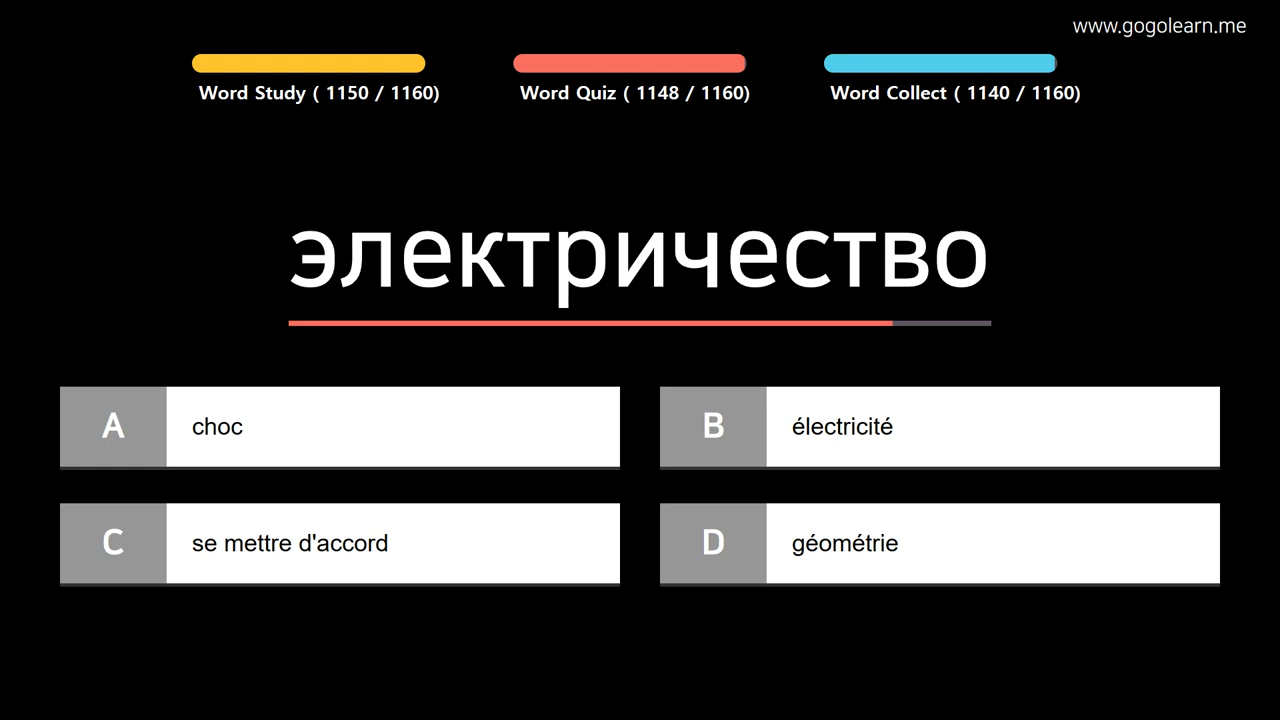 www.gogolearn.me
Word Study ( 1150 / 1160)
Word Quiz ( 1148 / 1160)
Word Collect ( 1140 / 1160)
электричество
A choc
B électricité
C se mettre d'accord
D géométrie